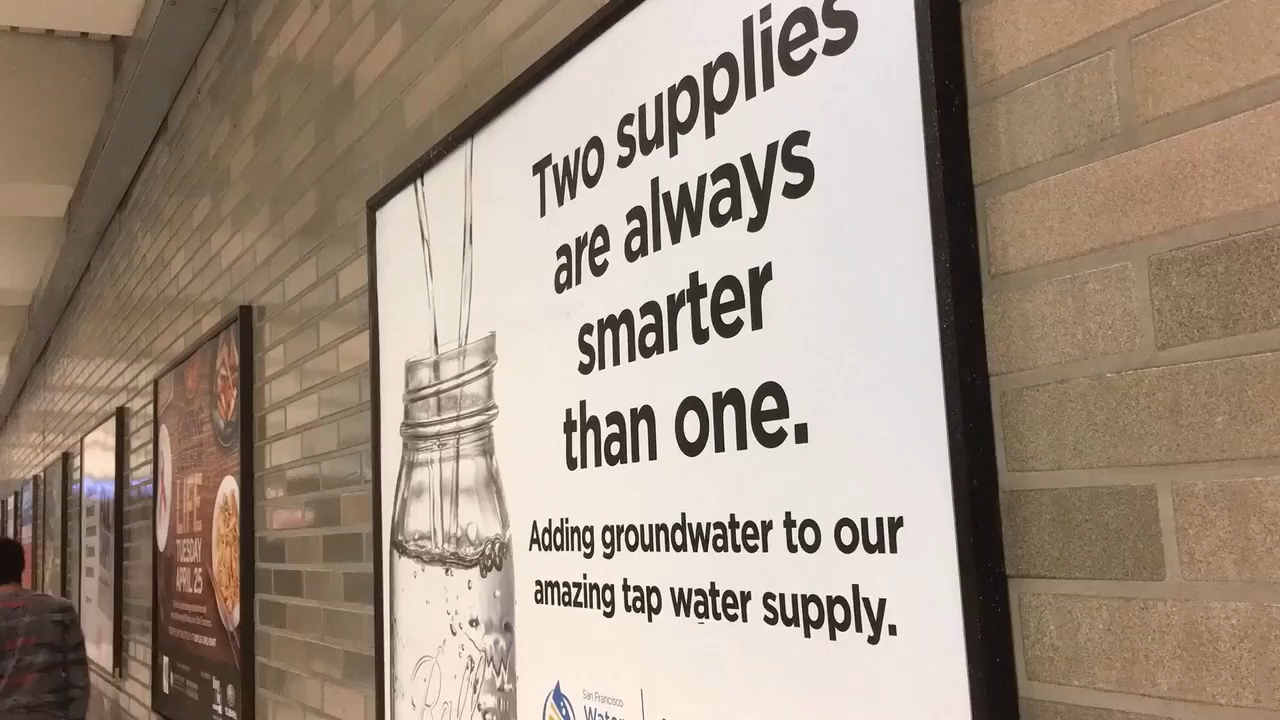 Two supplies
are always
smarter
than one.
Adding groundwater to our
amazing tap water supply.
San Francisco
Water
Ball
LIFE
TUESDAY
APRIL 25